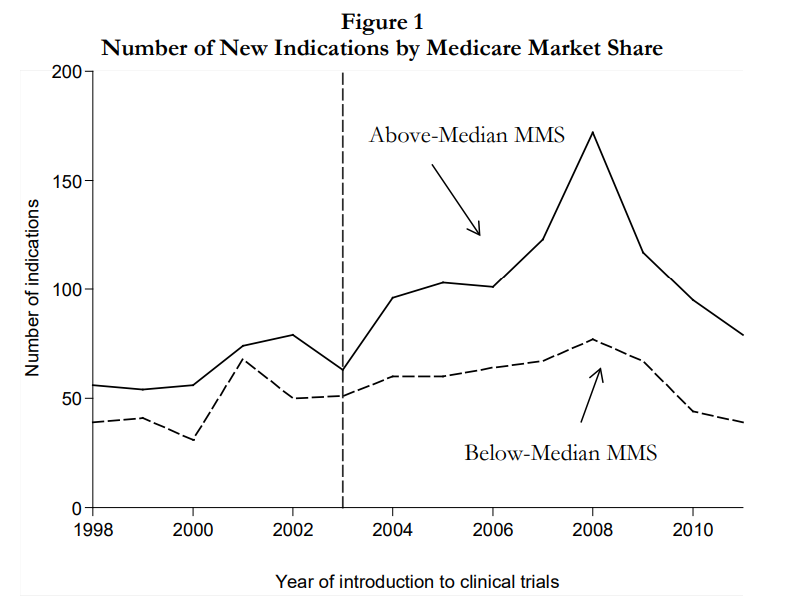 Figure 1
Number of New Indications by Medicare Market Share
200
150
100
50
0
Number of indications
Above-Median MMS
Below-Median MMS
1998 2000 2002 2004 2006 2008 2010
Year of introduction to clinical trials